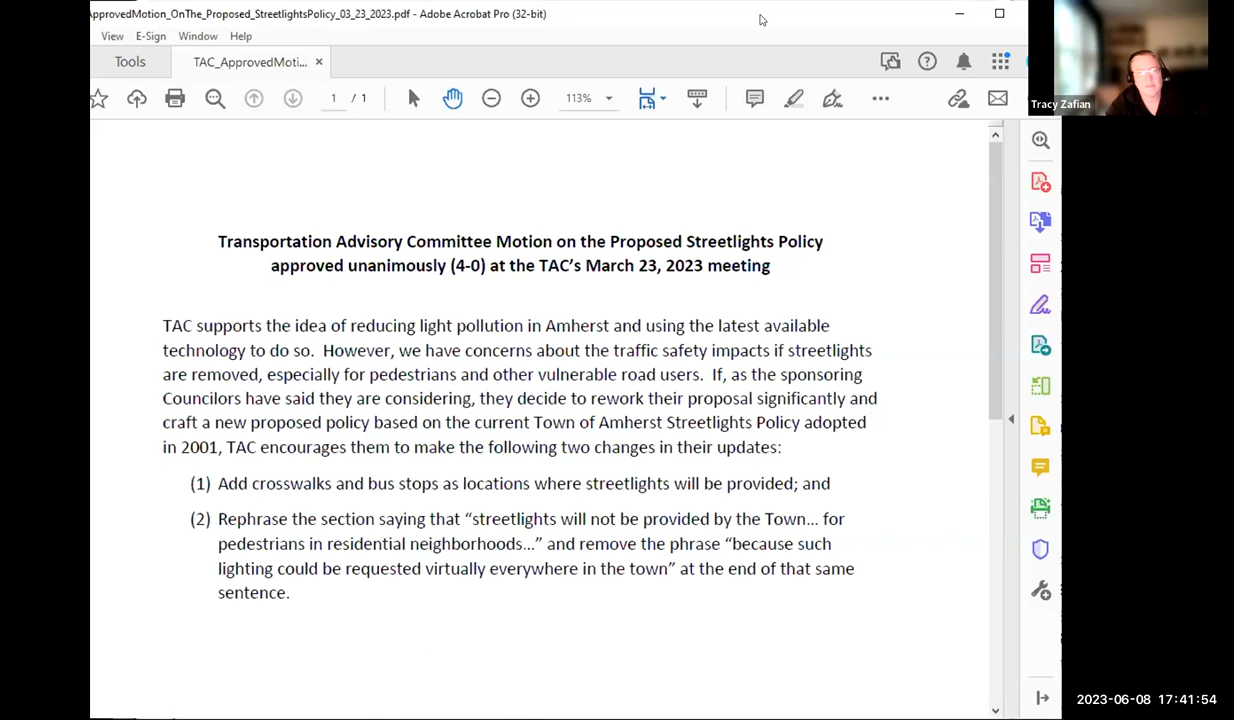 ApprovedMotion_OnThe_Proposed_StreetlightsPolicy_03_23_2023.pdf - Adobe Acrobat Pro (32-bit)
View E-Sign Window Help
Tools TAC_ApprovedMoti... ×
1 / 1 113%
Tracy Zafian
Transportation Advisory Committee Motion on the Proposed Streetlights Policy
approved unanimously (4-0) at the TAC’s March 23, 2023 meeting
TAC supports the idea of reducing light pollution in Amherst and using the latest available
technology to do so. However, we have concerns about the traffic safety impacts if streetlights
are removed, especially for pedestrians and other vulnerable road users. If, as the sponsoring
Councilors have said they are considering, they decide to rework their proposal significantly and
craft a new proposed policy based on the current Town of Amherst Streetlights Policy adopted
in 2001, TAC encourages them to make the following two changes in their updates:
(1) Add crosswalks and bus stops as locations where streetlights will be provided; and
(2) Rephrase the section saying that “streetlights will not be provided by the Town... for
pedestrians in residential neighborhoods...” and remove the phrase “because such
lighting could be requested virtually everywhere in the town” at the end of that same
sentence.
2023-06-08 17:41:54